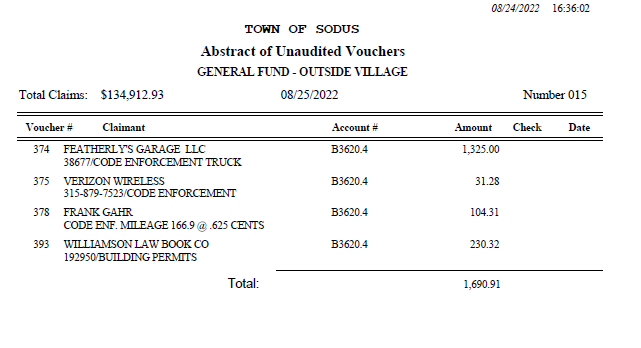 08/24/2022 16:36:02
TOWN OF SODUS
Abstract of Unaudited Vouchers
GENERAL FUND - OUTSIDE VILLAGE
Total Claims: $134,912.93 08/25/2022 Number 015
Voucher # Claimant Account # Amount Check Date
374 FEATHERLY'S GARAGE LLC B3620.4 1,325.00
38677/CODE ENFORCEMENT TRUCK
375 VERIZON WIRELESS B3620.4 31.28
315-879-7523/CODE ENFORCEMENT
378 FRANK GAHR B3620.4 104.31
CODE ENF. MILEAGE 166.9 @ .625 CENTS
393 WILLIAMSON LAW BOOK CO B3620.4 230.32
192950/BUILDING PERMITS
Total: 1,690.91